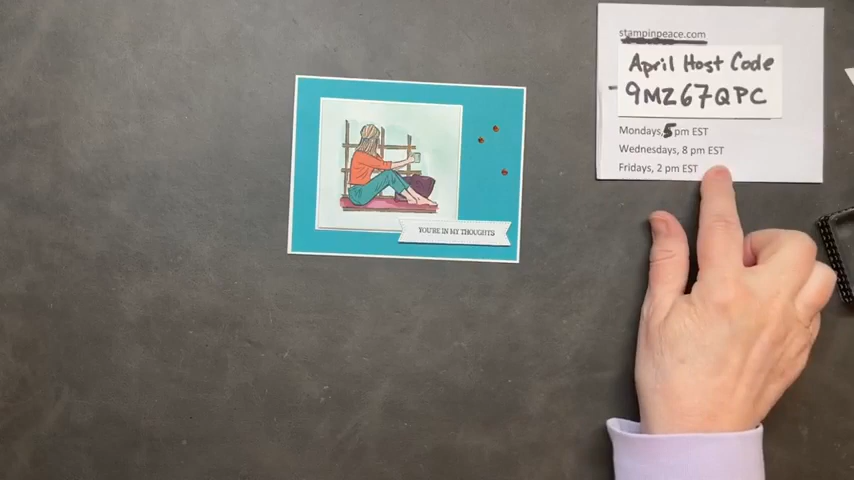 stampinpeace.com
April Host Code
9MZ67QPC
Mondays, 5 pm EST
Wednesdays, 8 pm EST
Fridays, 2 pm EST
YOU'RE IN MY THOUGHTS